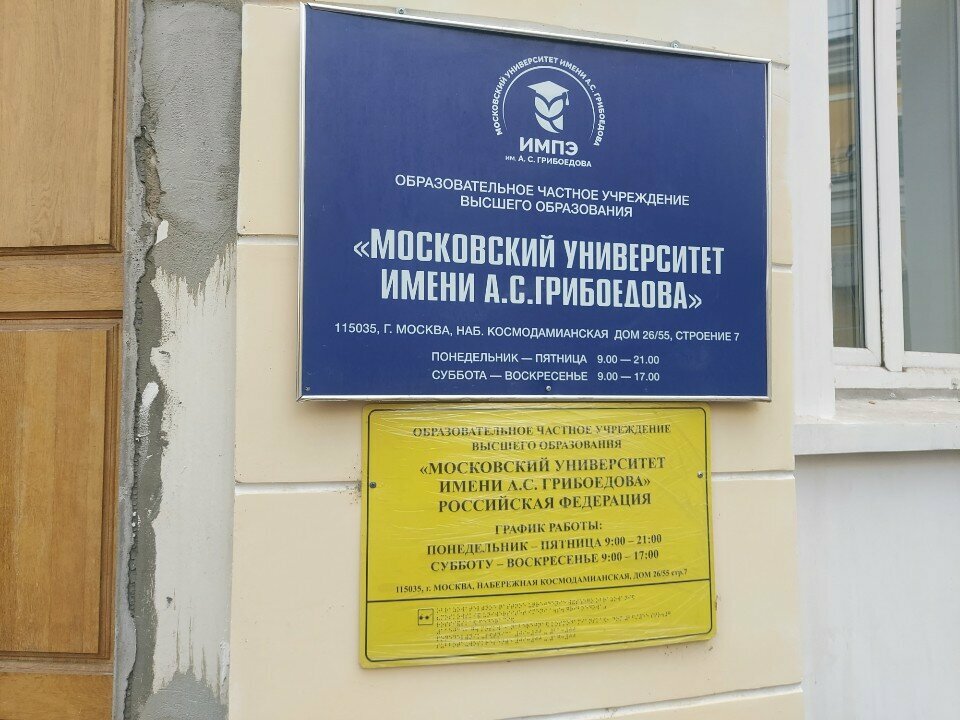 МОСКОВСКИЙ УНИВЕРСИТЕТ ИМЕНИ А.С. ГРИБОЕДОВА
ИМПЭ
ИМ. А. С. ГРИБОЕДОВА
ОБРАЗОВАТЕЛЬНОЕ ЧАСТНОЕ УЧРЕЖДЕНИЕ
ВЫСШЕГО ОБРАЗОВАНИЯ
«МОСКОВСКИЙ УНИВЕРСИТЕТ
ИМЕНИ А.С.ГРИБОЕДОВА»
115035, Г. МОСКВА, НАБ. КОСМОДАМИАНСКАЯ ДОМ 26/55, СТРОЕНИЕ 7
ПОНЕДЕЛЬНИК — ПЯТНИЦА 9.00 — 21.00
СУББОТА — ВОСКРЕСЕНЬЕ 9.00 — 17.00
ОБРАЗОВАТЕЛЬНОЕ ЧАСТНОЕ УЧРЕЖДЕНИЕ
ВЫСШЕГО ОБРАЗОВАНИЯ
«МОСКОВСКИЙ УНИВЕРСИТЕТ
ИМЕНИ А.С. ГРИБОЕДОВА»
РОССИЙСКАЯ ФЕДЕРАЦИЯ
ГРАФИК РАБОТЫ:
ПОНЕДЕЛЬНИК – ПЯТНИЦА 9:00 – 21:00
СУББОТУ – ВОСКРЕСЕНЬЕ 9:00 – 17:00
115035, г. МОСКВА, НАБЕРЕЖНАЯ КОСМОДАМИАНСКАЯ, ДОМ 26/55 стр.7